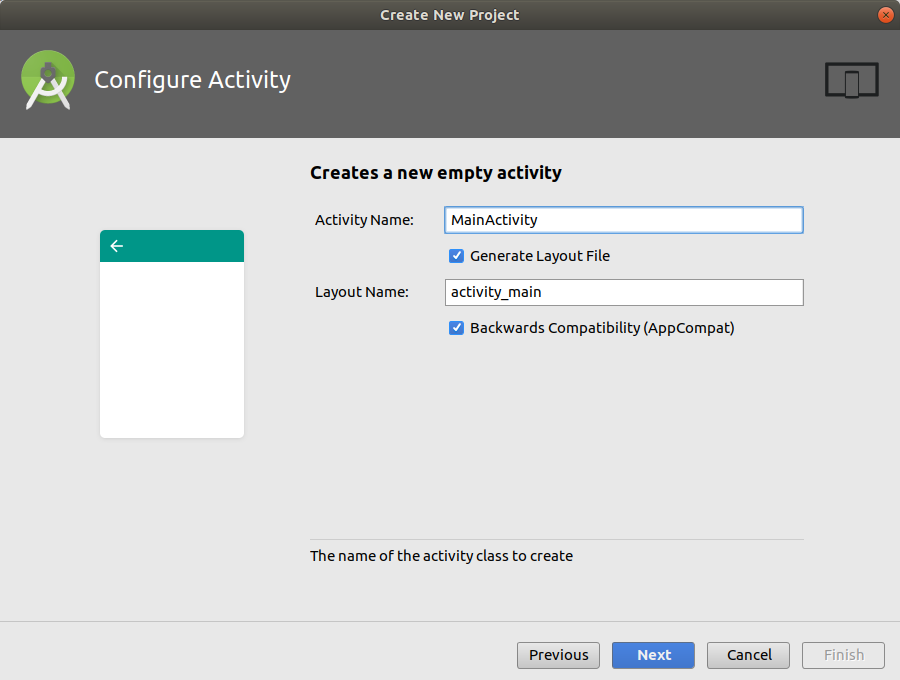 Create New Project
Configure Activity
Creates a new empty activity
Activity Name: MainActivity
Generate Layout File
Layout Name: activity_main
Backwards Compatibility (AppCompat)
The name of the activity class to create
Previous Next Cancel Finish